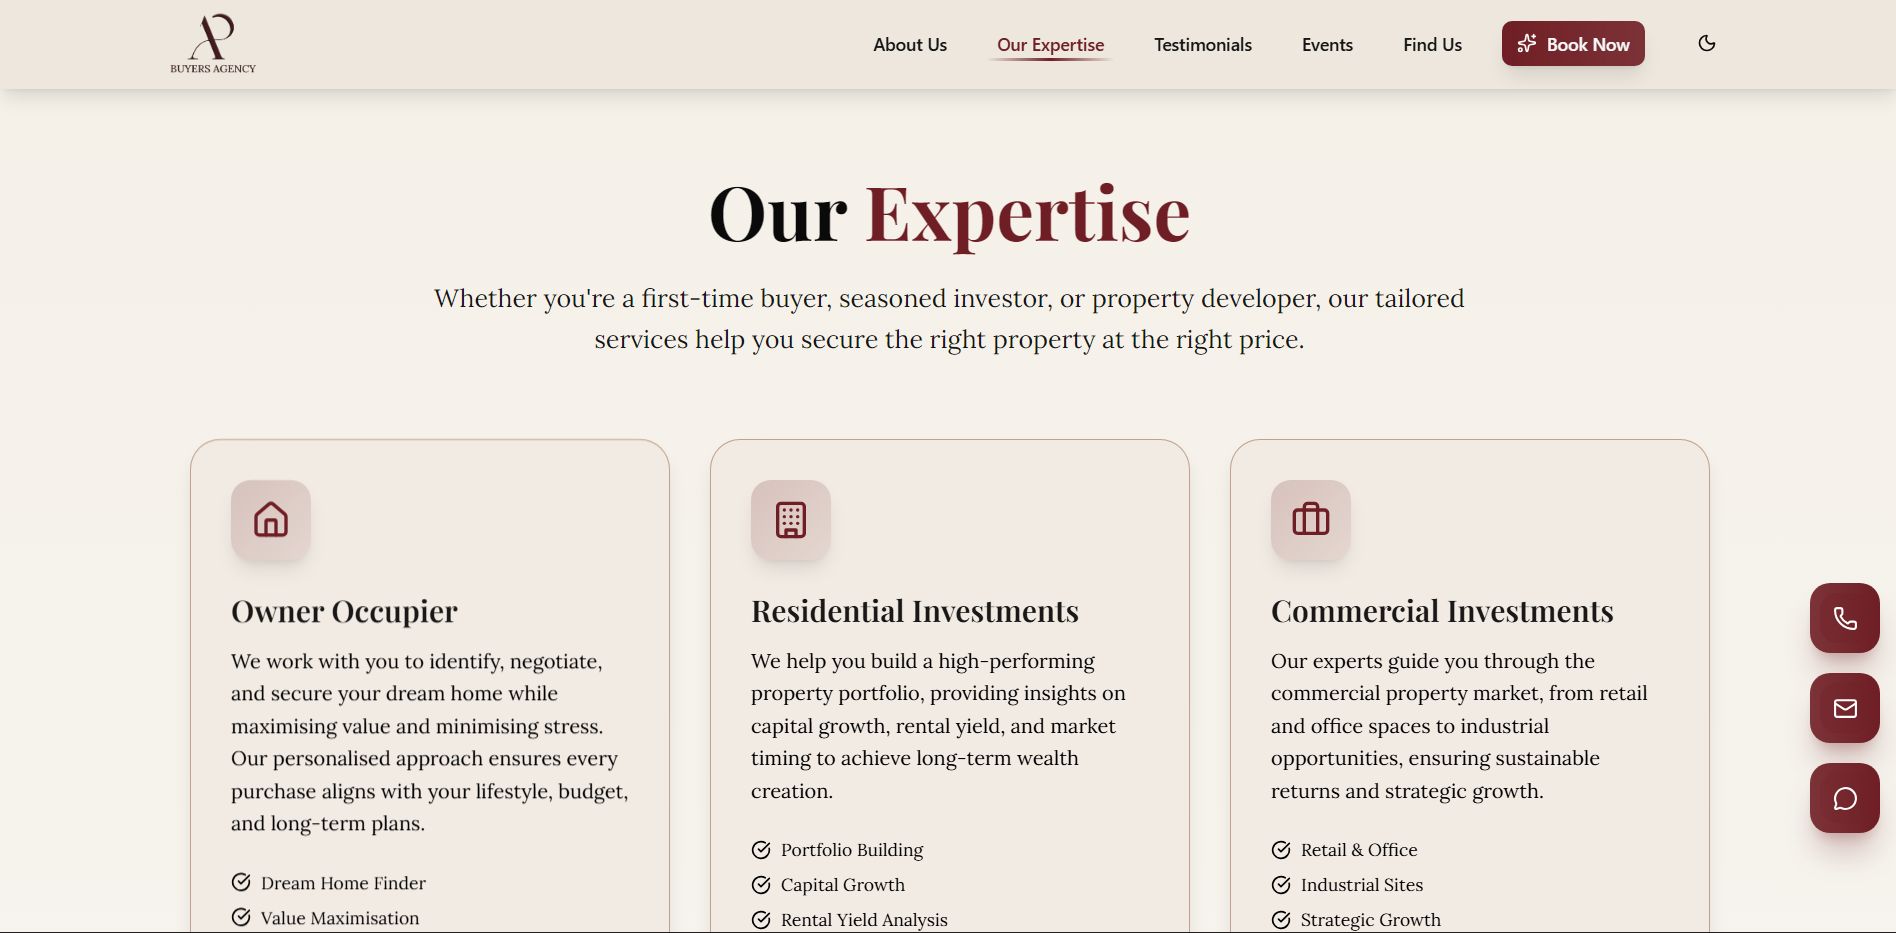 AP
BUYERS AGENCY
About Us
Our Expertise
Testimonials
Events
Find Us
Book Now
Our Expertise
Whether you're a first-time buyer, seasoned investor, or property developer, our tailored
services help you secure the right property at the right price.
Owner Occupier
We work with you to identify, negotiate,
and secure your dream home while
maximising value and minimising stress.
Our personalised approach ensures every
purchase aligns with your lifestyle, budget,
and long-term plans.
Dream Home Finder
Value Maximisation
Residential Investments
We help you build a high-performing
property portfolio, providing insights on
capital growth, rental yield, and market
timing to achieve long-term wealth
creation.
Portfolio Building
Capital Growth
Rental Yield Analysis
Commercial Investments
Our experts guide you through the
commercial property market, from retail
and office spaces to industrial
opportunities, ensuring sustainable
returns and strategic growth.
Retail & Office
Industrial Sites
Strategic Growth